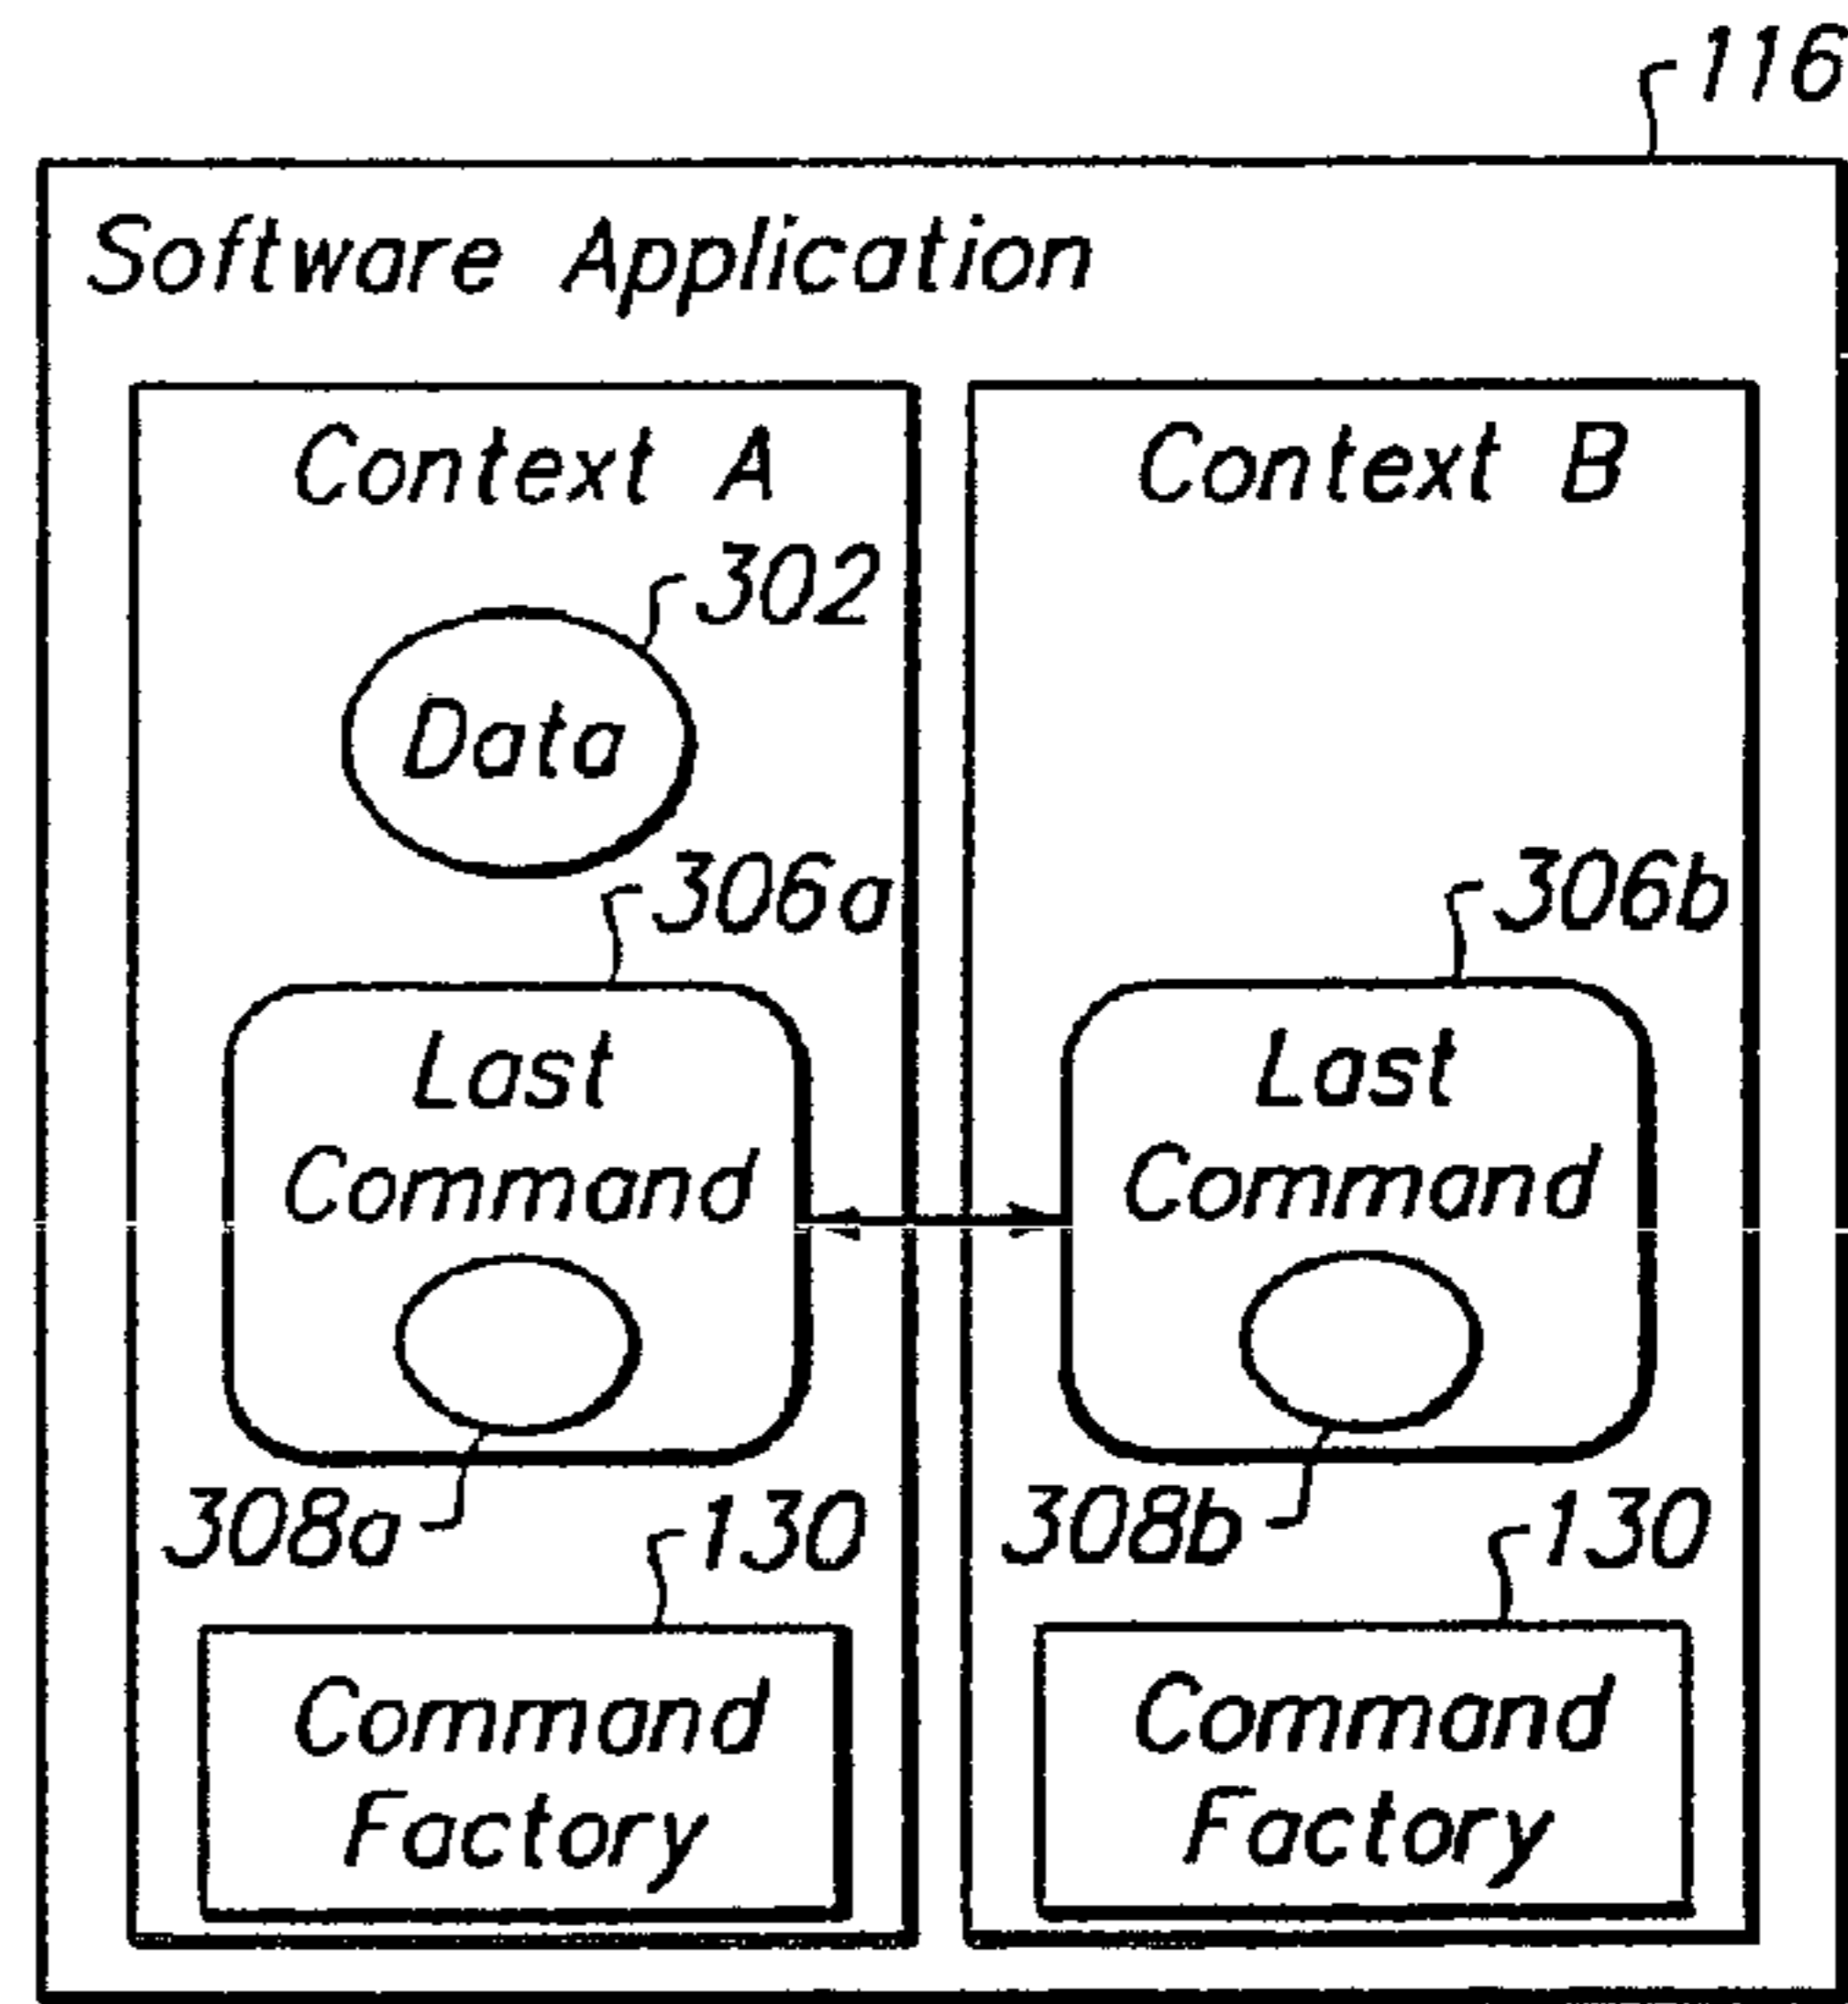 116
Software Application
Context A
302
Data
306a
Last
Command
308a
130
Command
Factory
Context B
306b
Last
Command
308b
130
Command
Factory